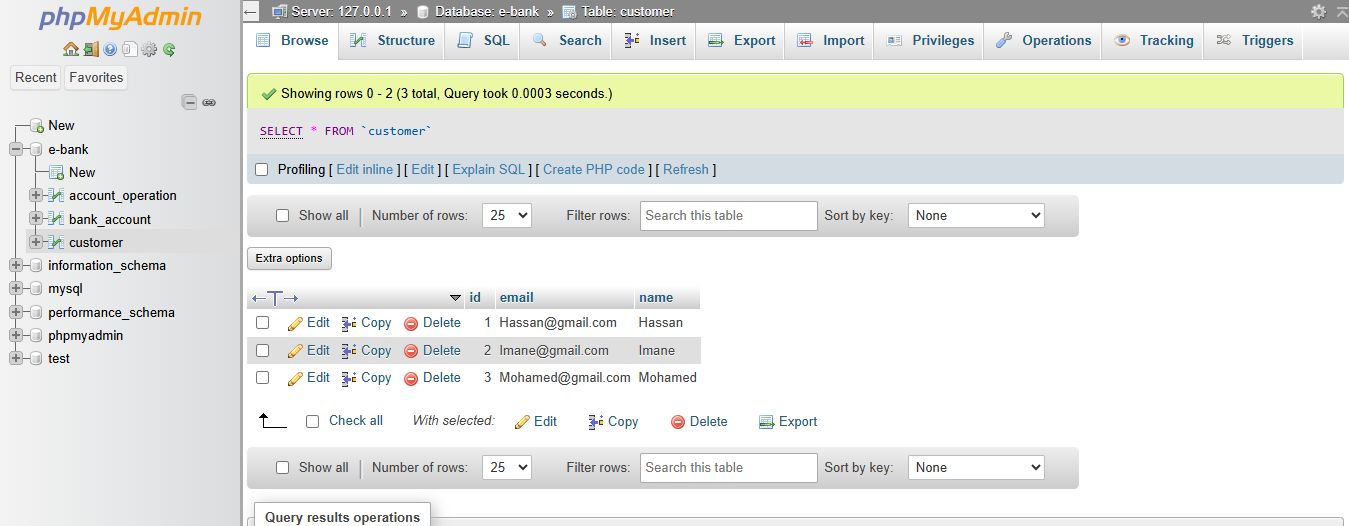 phpMyAdmin
Recent Favorites
New
e-bank
New
account_operation
bank_account
customer
information_schema
mysql
performance_schema
phpmyadmin
test
Server: 127.0.0.1 » Database: e-bank » Table: customer
Browse Structure SQL Search Insert Export Import Privileges Operations Tracking Triggers
Showing rows 0 - 2 (3 total, Query took 0.0003 seconds.)
SELECT * FROM `customer`
Profiling [ Edit inline ] [ Edit ] [ Explain SQL ] [ Create PHP code ] [ Refresh ]
Show all Number of rows: 25 Filter rows: Search this table Sort by key: None
Extra options
id email name
Edit Copy Delete 1 Hassan@gmail.com Hassan
Edit Copy Delete 2 Imane@gmail.com Imane
Edit Copy Delete 3 Mohamed@gmail.com Mohamed
Check all With selected: Edit Copy Delete Export
Show all Number of rows: 25 Filter rows: Search this table Sort by key: None
Query results operations